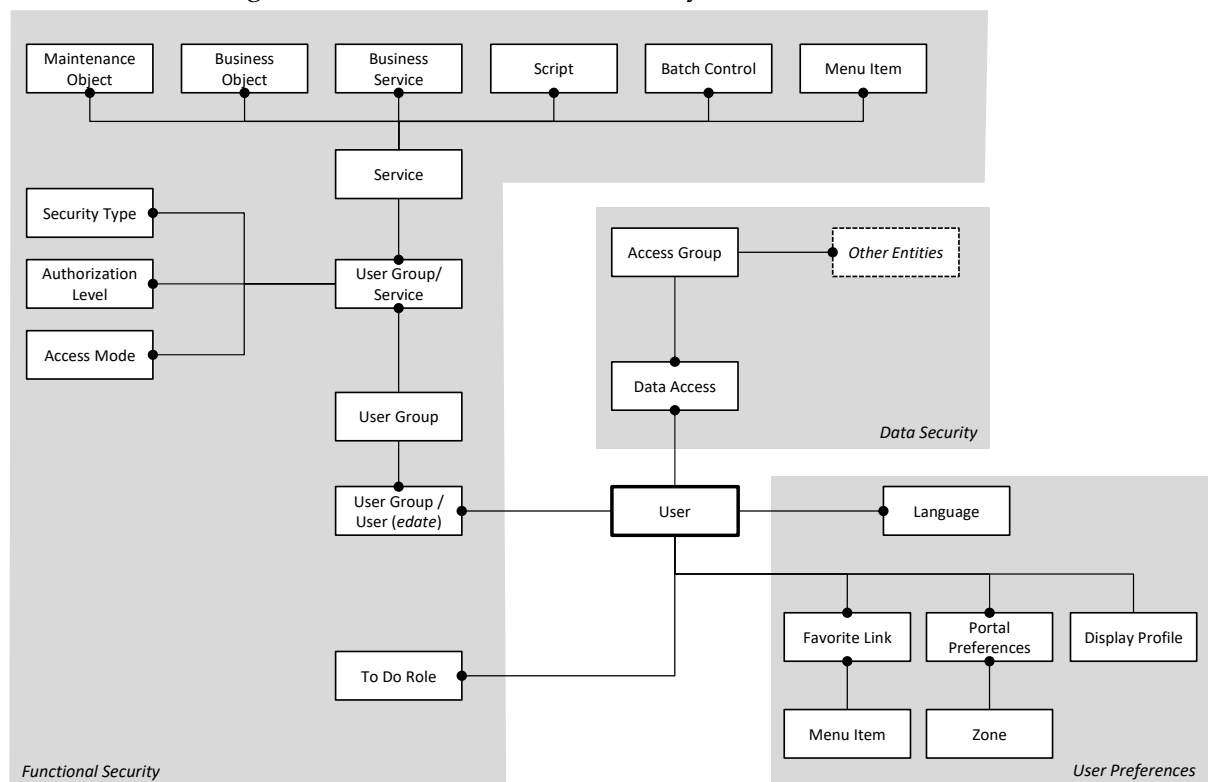 Maintenance
Object
Business
Object
Business
Service
Script
Batch Control
Menu Item
Service
Security Type
Authorization
Level
Access Mode
User Group/
Service
User Group
User Group /
User (edate)
To Do Role
Functional Security
Access Group
Other Entities
Data Access
Data Security
User
Language
Favorite Link
Portal
Preferences
Display Profile
Menu Item
Zone
User Preferences